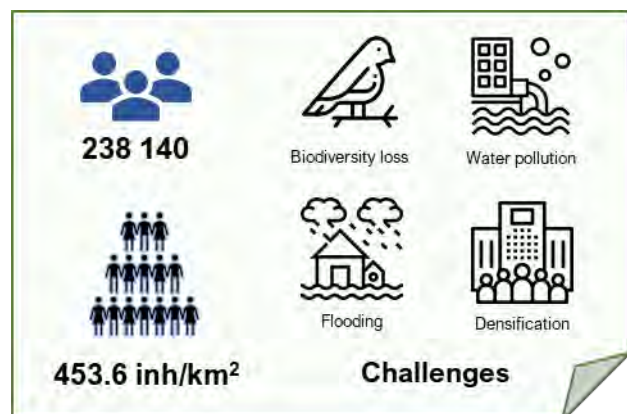 238 140
Biodiversity loss
Water pollution
453.6 inh/km²
Flooding
Densification
Challenges